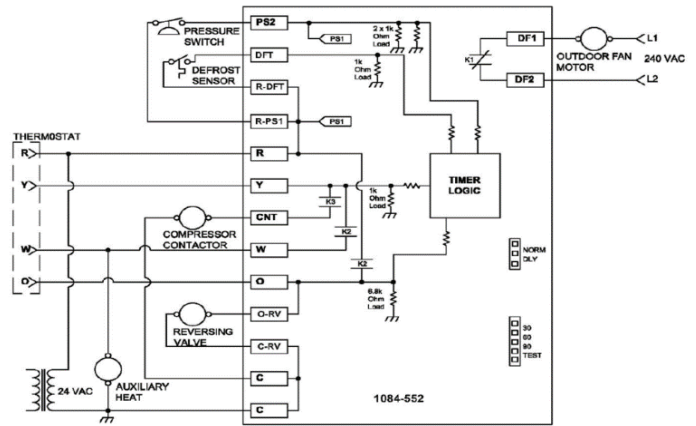 PRESSURE
SWITCH
DEFROST
SENSOR
THERMOSTAT
R
Y
W
O
COMPRESSOR
CONTACTOR
REVERSING
VALVE
24 VAC
AUXILIARY
HEAT
PS2
DFT
R-DFT
R-PS1
R
Y
CNT
W
O
O-RV
C-RV
C
C
PS1
PS1
2 x 1k
Ohm
Load
1k
Ohm
Load
1k
Ohm
Load
6.8k
Ohm
Load
K3
K2
K2
K1
TIMER
LOGIC
DF1
DF2
OUTDOOR FAN
MOTOR
L1
240 VAC
L2
NORM
DLY
30
60
90
TEST
1084-552